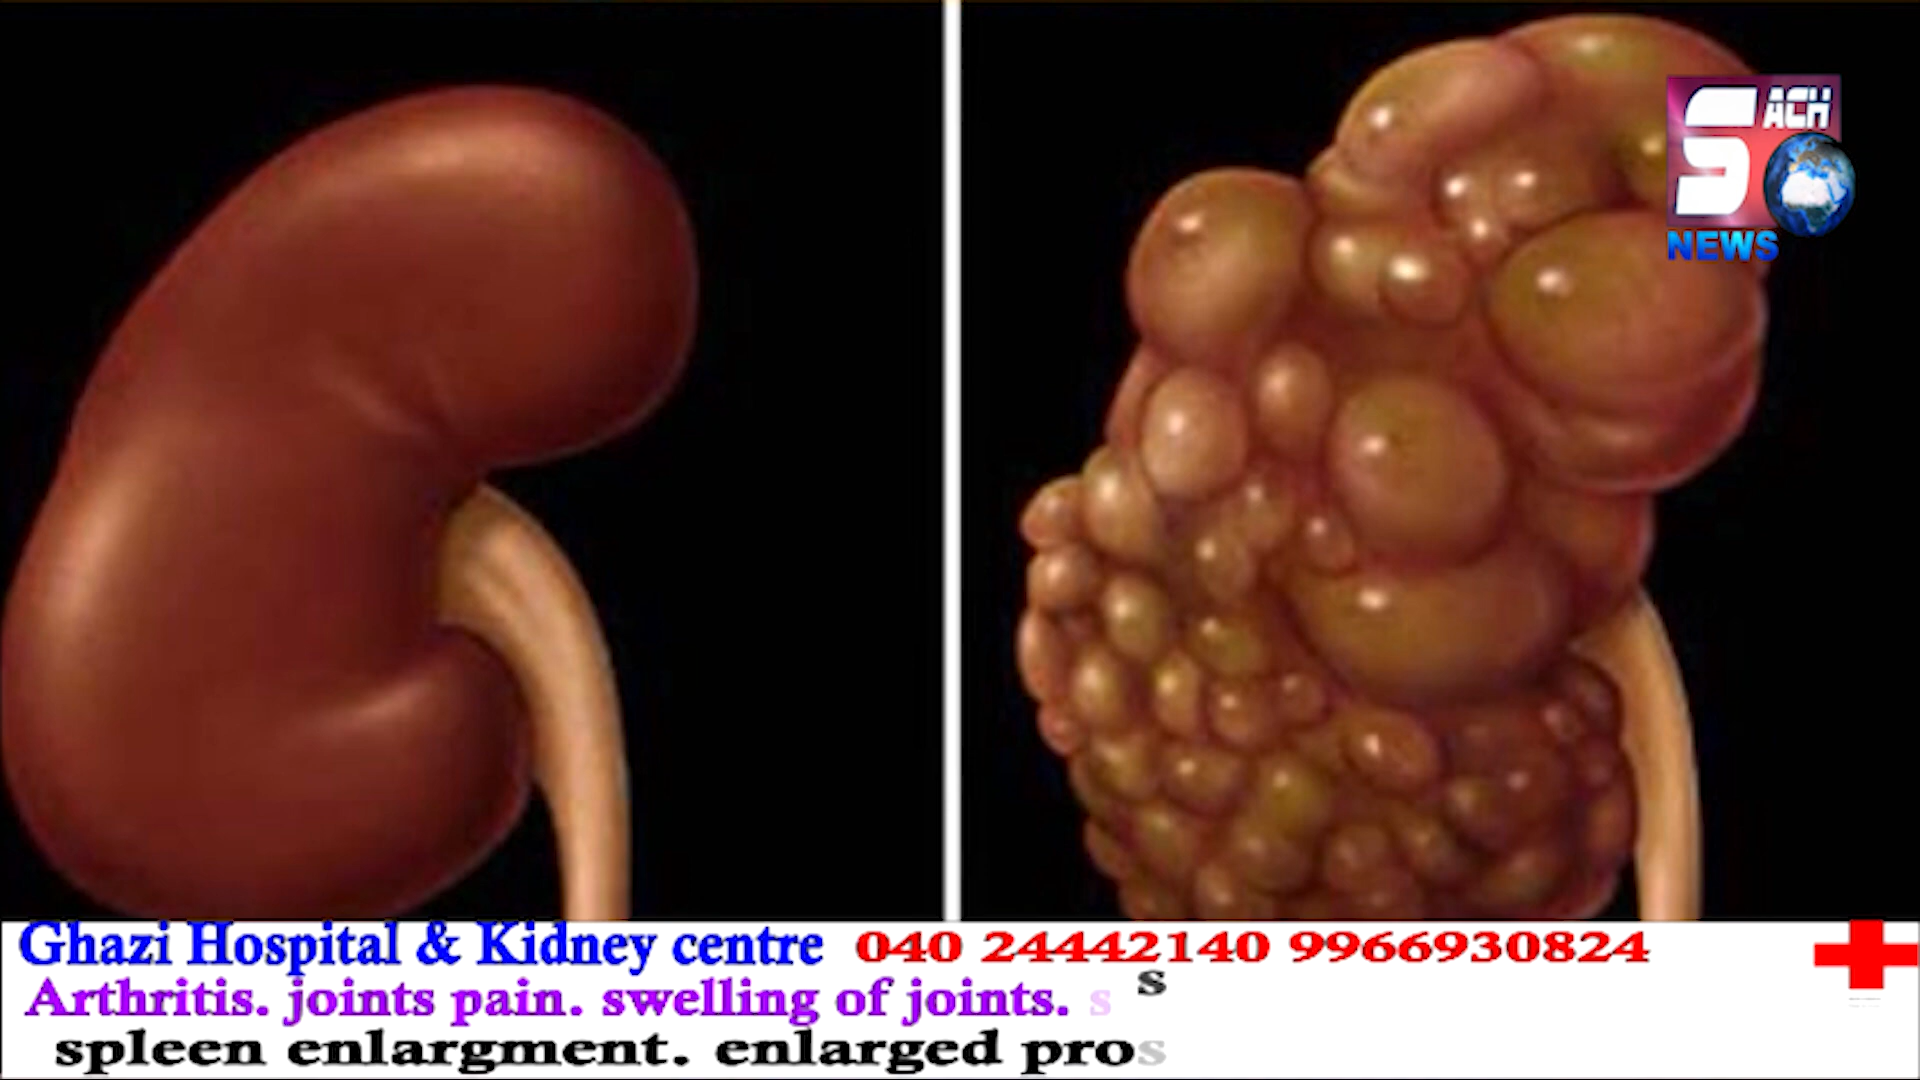 SACH
NEWS
Ghazi Hospital & Kidney centre 040 24442140 9966930824
Arthritis. joints pain. swelling of joints. s s
spleen enlargment. enlarged pros